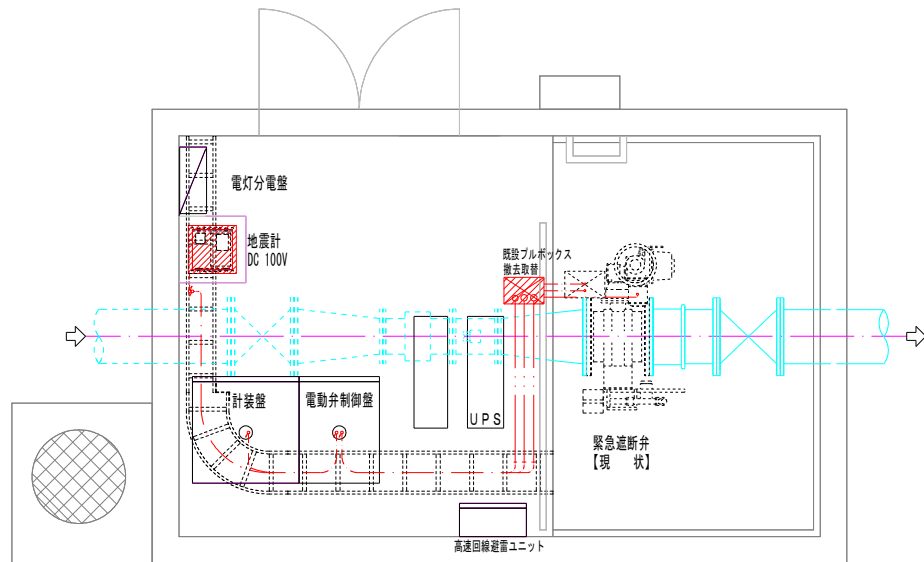 電灯分電盤
地震計
DC 100V
既設プルボックス
撤去取替
計装盤
電動弁制御盤
UPS
緊急遮断弁
【現　状】
高速回線避雷ユニット